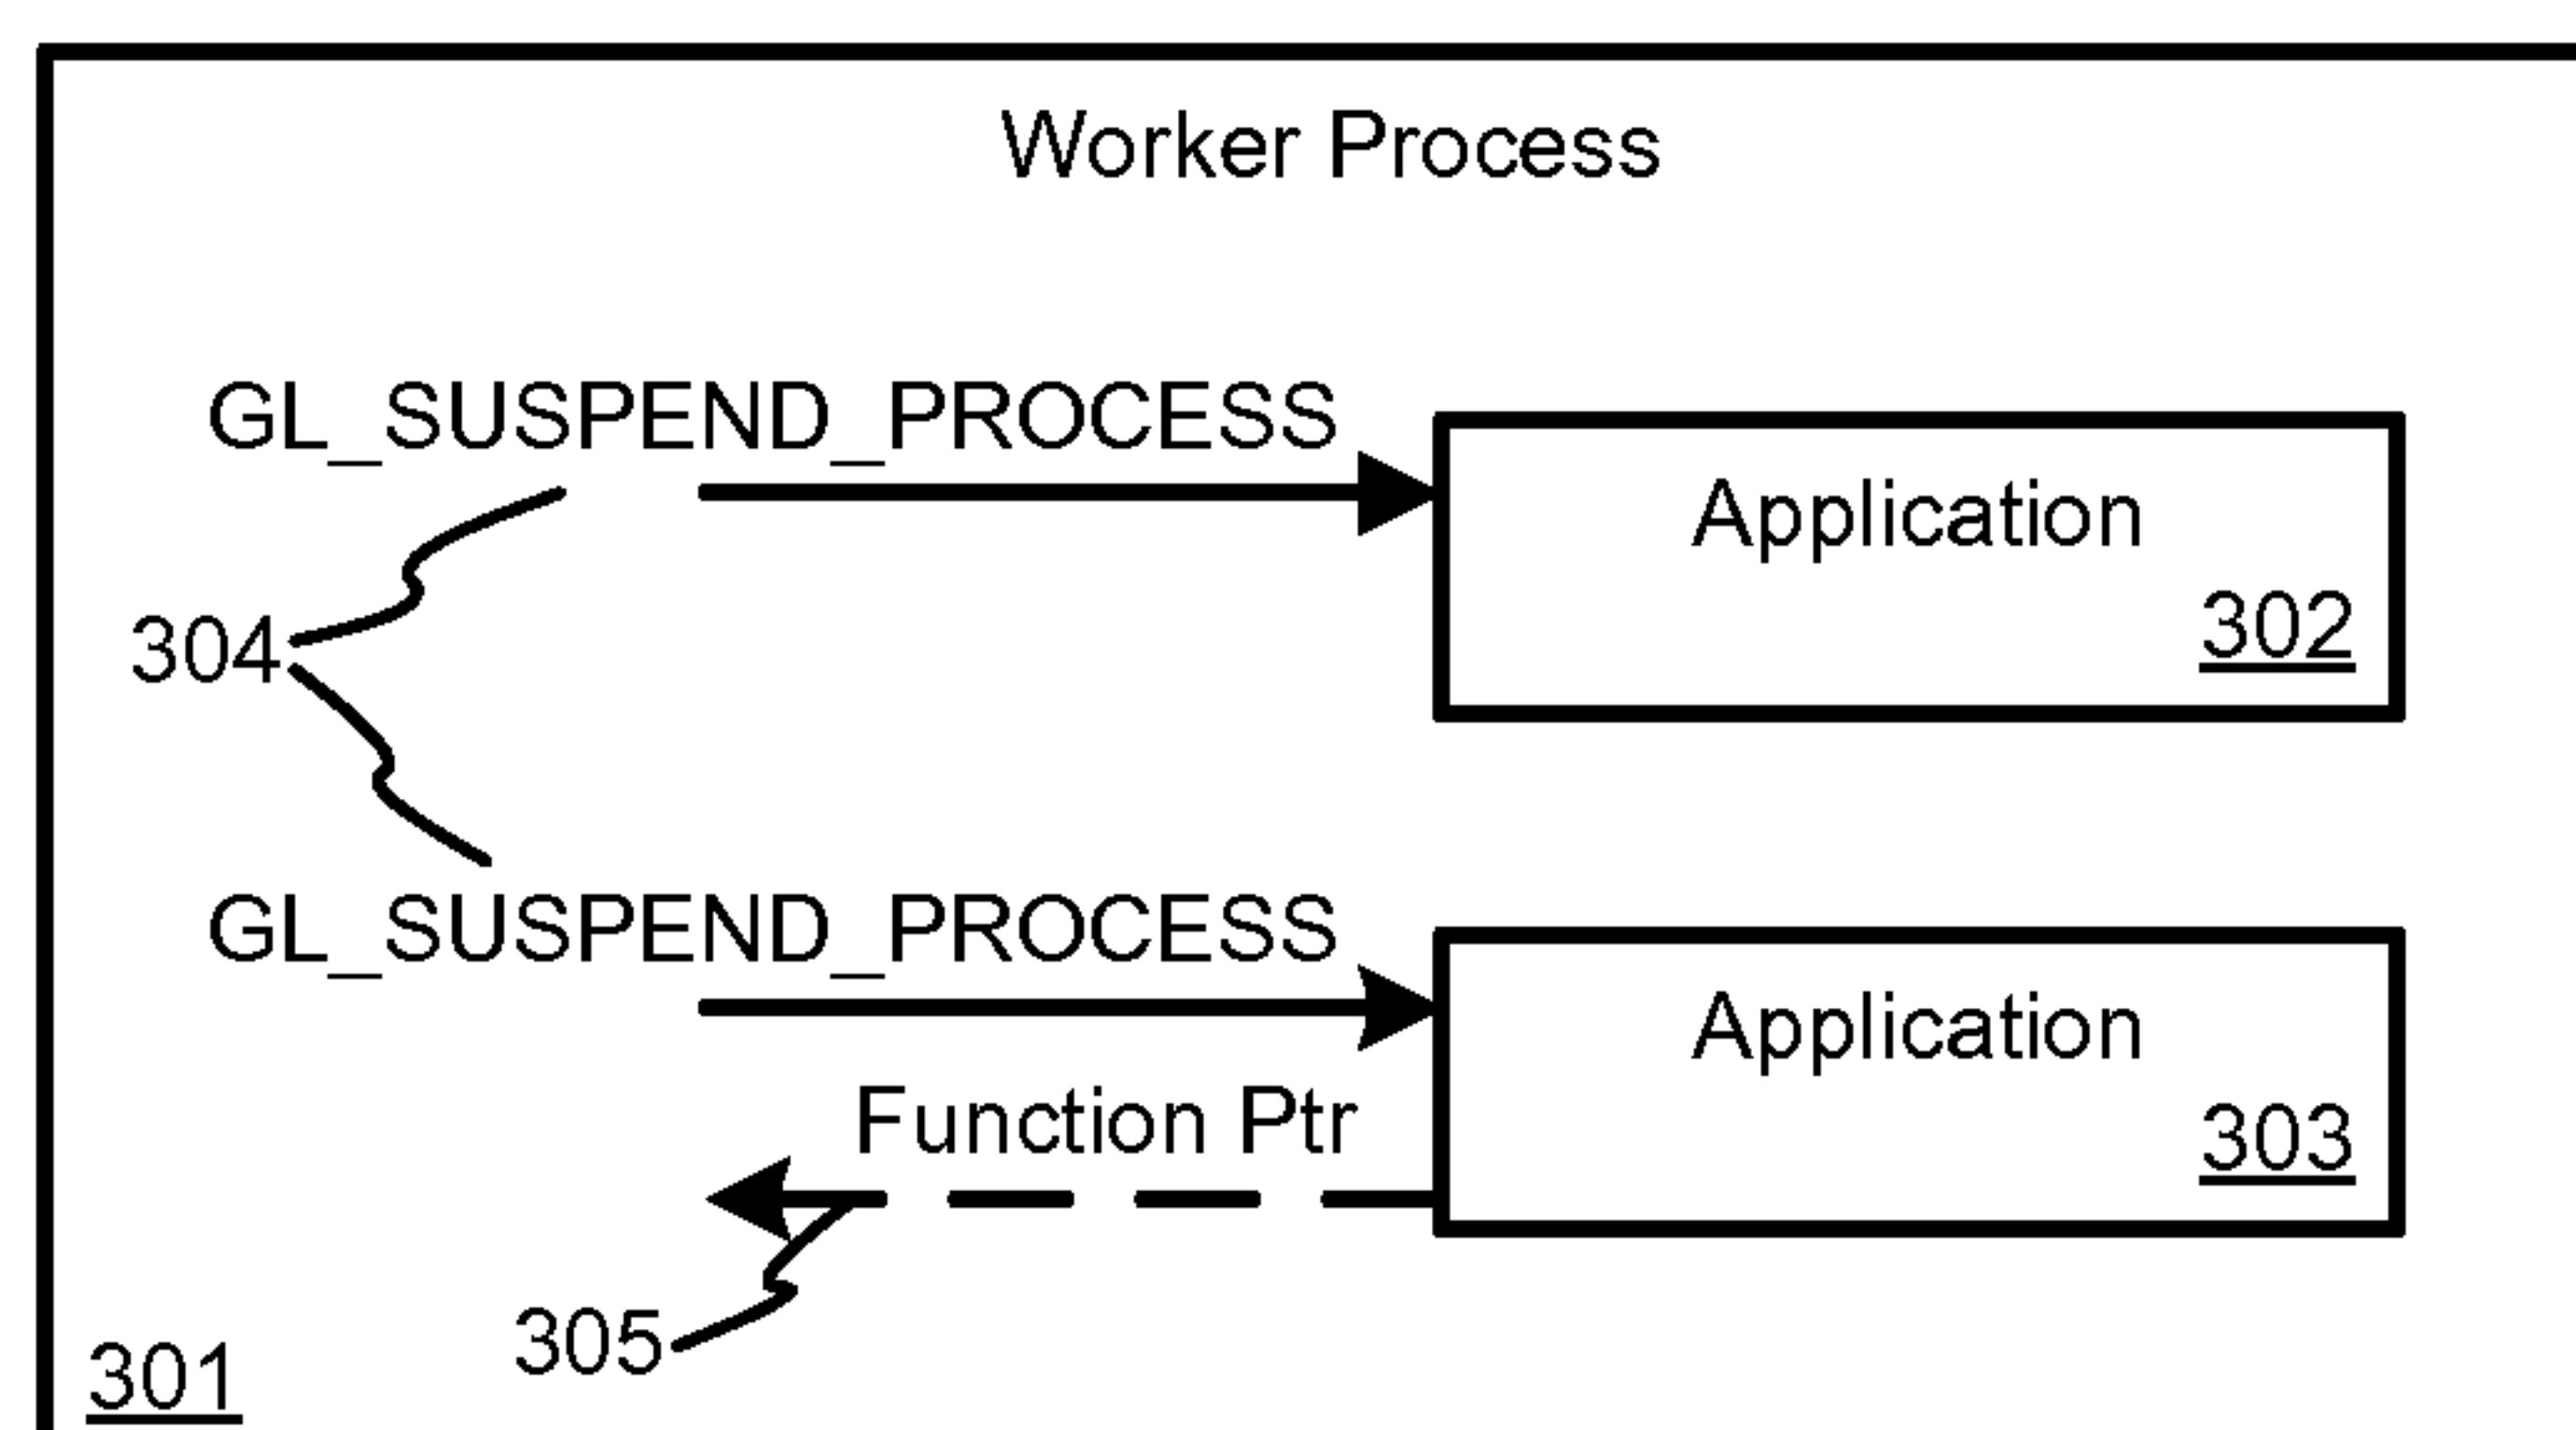 Worker Process
GL_SUSPEND_PROCESS
Application
302
304
GL_SUSPEND_PROCESS
Application
303
Function Ptr
305
301